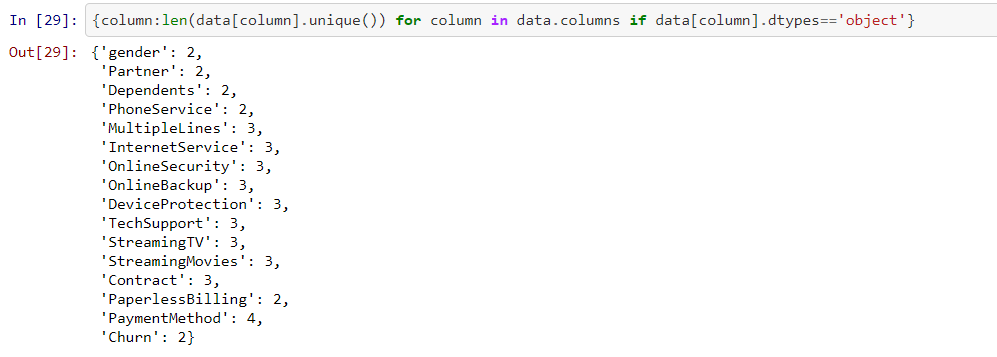 In [29]: {column:len(data[column].unique()) for column in data.columns if data[column].dtypes=='object'}
Out[29]: {'gender': 2,
'Partner': 2,
'Dependents': 2,
'PhoneService': 2,
'MultipleLines': 3,
'InternetService': 3,
'OnlineSecurity': 3,
'OnlineBackup': 3,
'DeviceProtection': 3,
'TechSupport': 3,
'StreamingTV': 3,
'StreamingMovies': 3,
'Contract': 3,
'PaperlessBilling': 2,
'PaymentMethod': 4,
'Churn': 2}